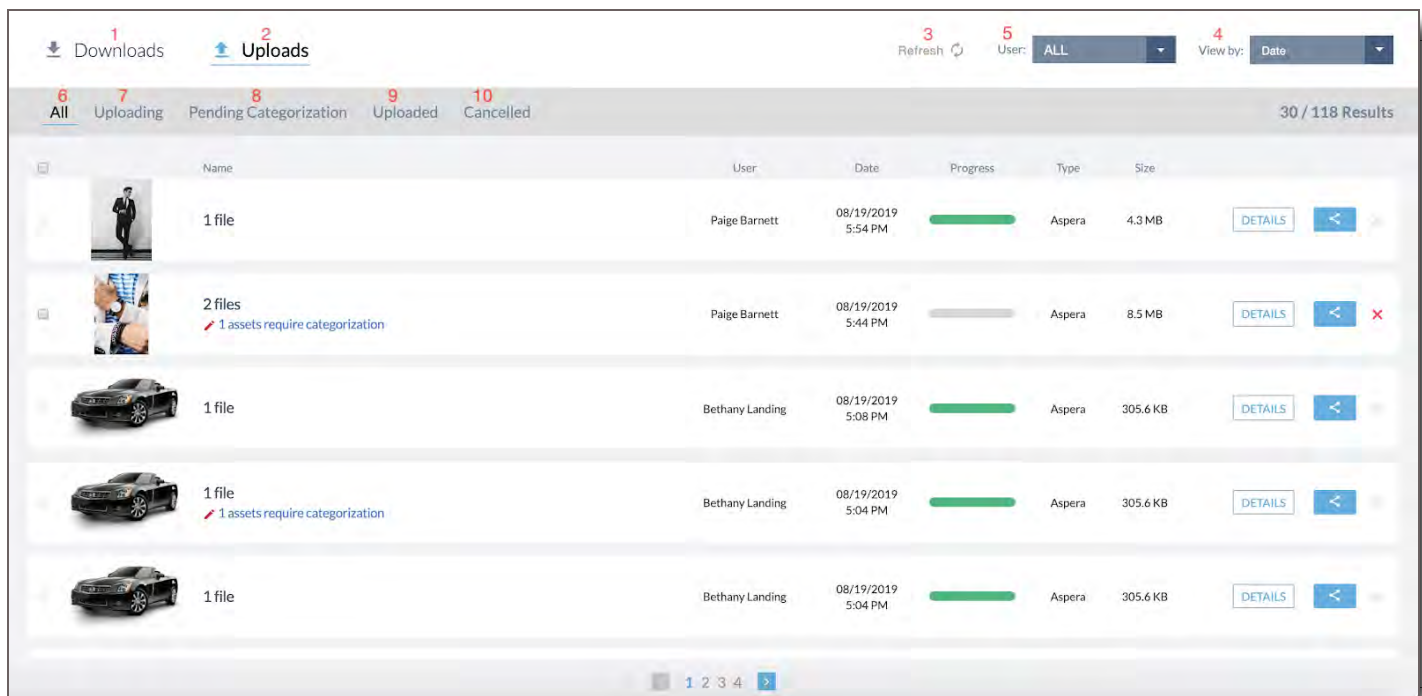 1 2 3 5 4
Downloads Uploads Refresh User: ALL View by: Date
6 7 8 9 10
All Uploading Pending Categorization Uploaded Cancelled 30 / 118 Results
Name User Date Progress Type Size
1 file Paige Barnett 08/19/2019 5:54 PM Aspera 4.3 MB DETAILS
2 files
1 assets require categorization Paige Barnett 08/19/2019 5:44 PM Aspera 8.5 MB DETAILS
1 file Bethany Landing 08/19/2019 5:08 PM Aspera 305.6 KB DETAILS
1 file
1 assets require categorization Bethany Landing 08/19/2019 5:04 PM Aspera 305.6 KB DETAILS
1 file Bethany Landing 08/19/2019 5:04 PM Aspera 305.6 KB DETAILS
1 2 3 4